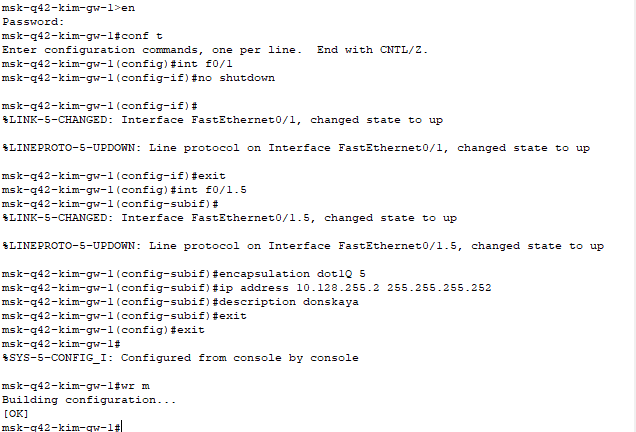 msk-q42-kim-gw-1>en
Password:
msk-q42-kim-gw-1#conf t
Enter configuration commands, one per line.  End with CNTL/Z.
msk-q42-kim-gw-1(config)#int f0/1
msk-q42-kim-gw-1(config-if)#no shutdown
msk-q42-kim-gw-1(config-if)#
%LINK-5-CHANGED: Interface FastEthernet0/1, changed state to up
%LINEPROTO-5-UPDOWN: Line protocol on Interface FastEthernet0/1, changed state to up
msk-q42-kim-gw-1(config-if)#exit
msk-q42-kim-gw-1(config)#int f0/1.5
msk-q42-kim-gw-1(config-subif)#
%LINK-5-CHANGED: Interface FastEthernet0/1.5, changed state to up
%LINEPROTO-5-UPDOWN: Line protocol on Interface FastEthernet0/1.5, changed state to up
msk-q42-kim-gw-1(config-subif)#encapsulation dot1Q 5
msk-q42-kim-gw-1(config-subif)#ip address 10.128.255.2 255.255.255.252
msk-q42-kim-gw-1(config-subif)#description donskaya
msk-q42-kim-gw-1(config-subif)#exit
msk-q42-kim-gw-1(config)#exit
msk-q42-kim-gw-1#
%SYS-5-CONFIG_I: Configured from console by console
msk-q42-kim-gw-1#wr m
Building configuration...
[OK]
msk-q42-kim-gw-1#